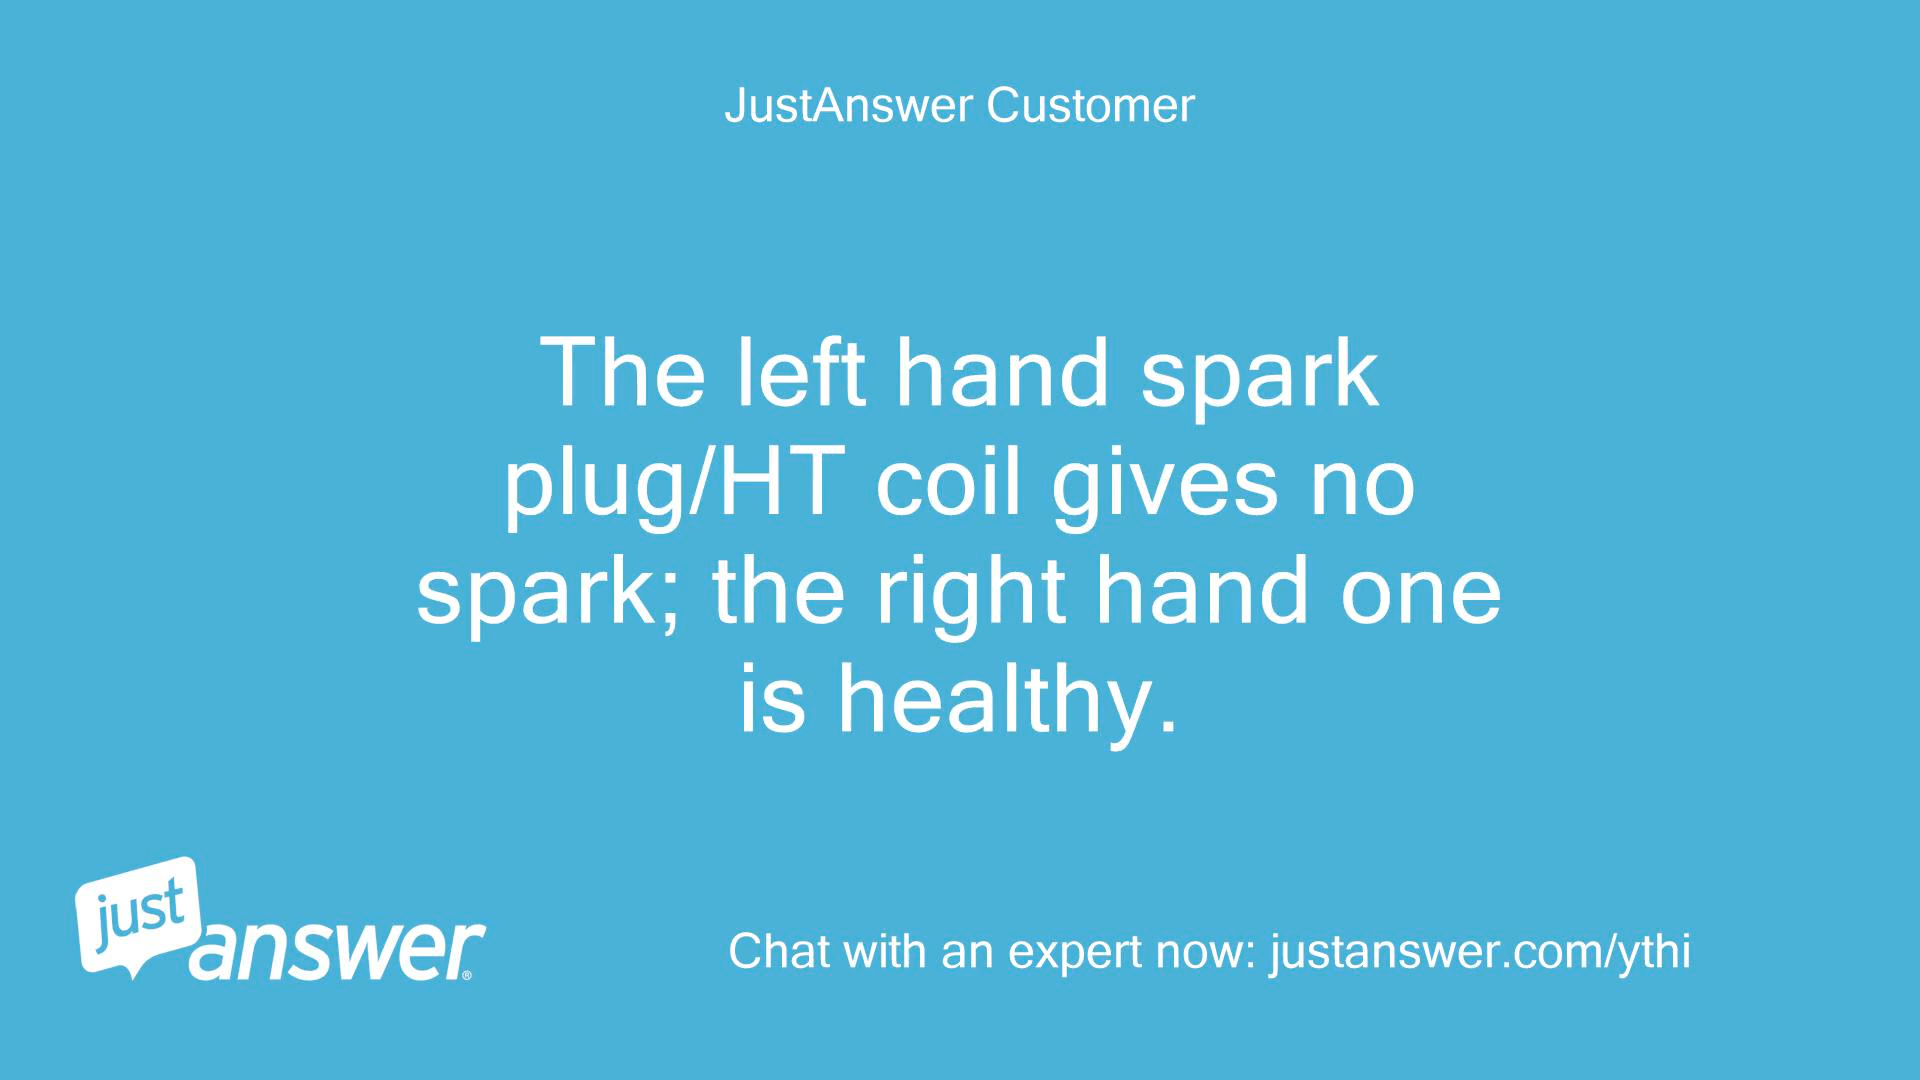 JustAnswer Customer
The left hand spark
plug/HT coil gives no
spark; the right hand one
is healthy.
just
answer®
Chat with an expert now: justanswer.com/ythi